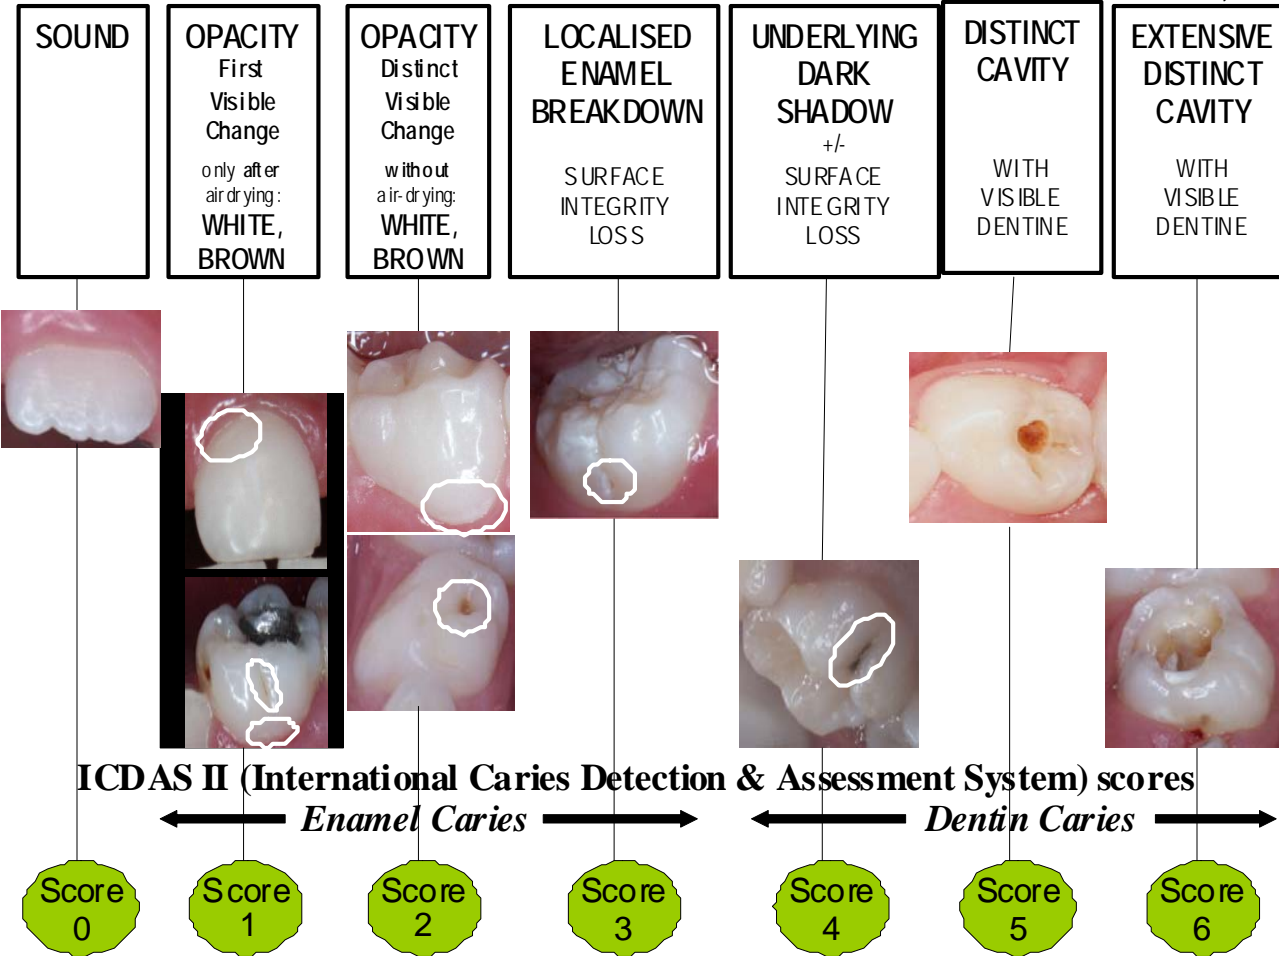 SOUND
OPACITY
First
Visible
Change
only after
airdrying:
WHITE,
BROWN
OPACITY
Distinct
Visible
Change
without
air-drying:
WHITE,
BROWN
LOCALISED
ENAMEL
BREAKDOWN
SURFACE
INTEGRITY
LOSS
UNDERLYING
DARK
SHADOW
+/-
SURFACE
INTEGRITY
LOSS
DISTINCT
CAVITY
WITH
VISIBLE
DENTINE
EXTENSIVE
DISTINCT
CAVITY
WITH
VISIBLE
DENTINE
ICDAS II (International Caries Detection & Assessment System) scores
Enamel Caries
Dentin Caries
Score
0
Score
1
Score
2
Score
3
Score
4
Score
5
Score
6